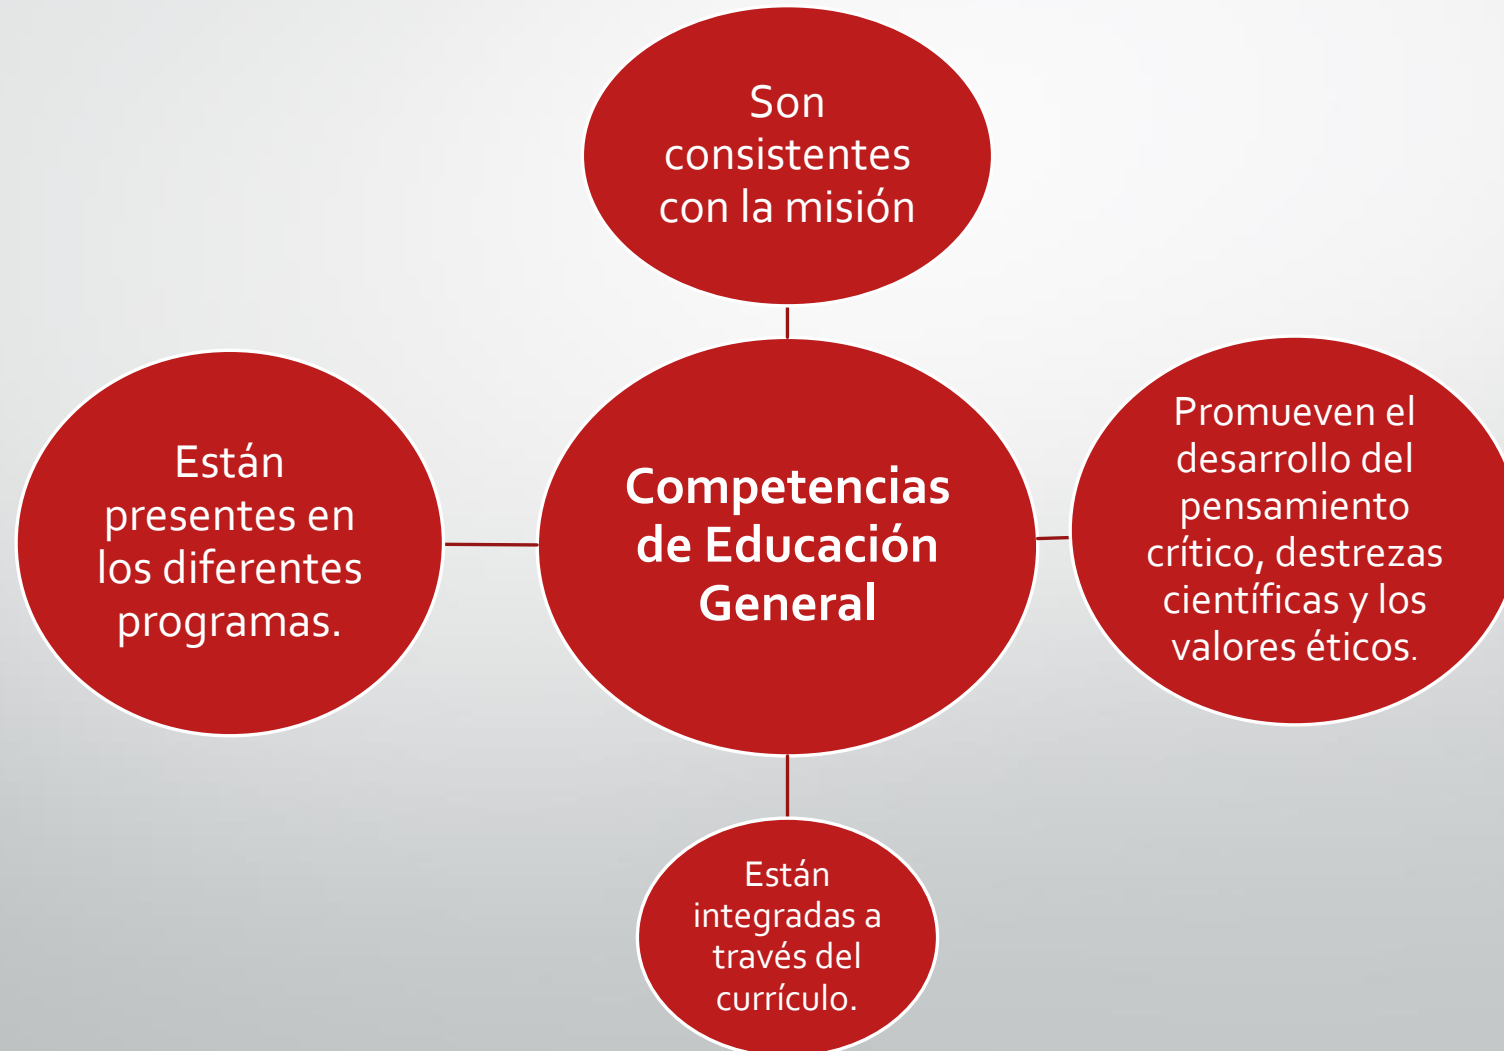 Son
consistentes
con la misión
Están
presentes en
los diferentes
programas.
Competencias
de Educación
General
Promueven el
desarrollo del
pensamiento
crítico, destrezas
científicas y los
valores éticos.
Están
integradas a
través del
currículo.